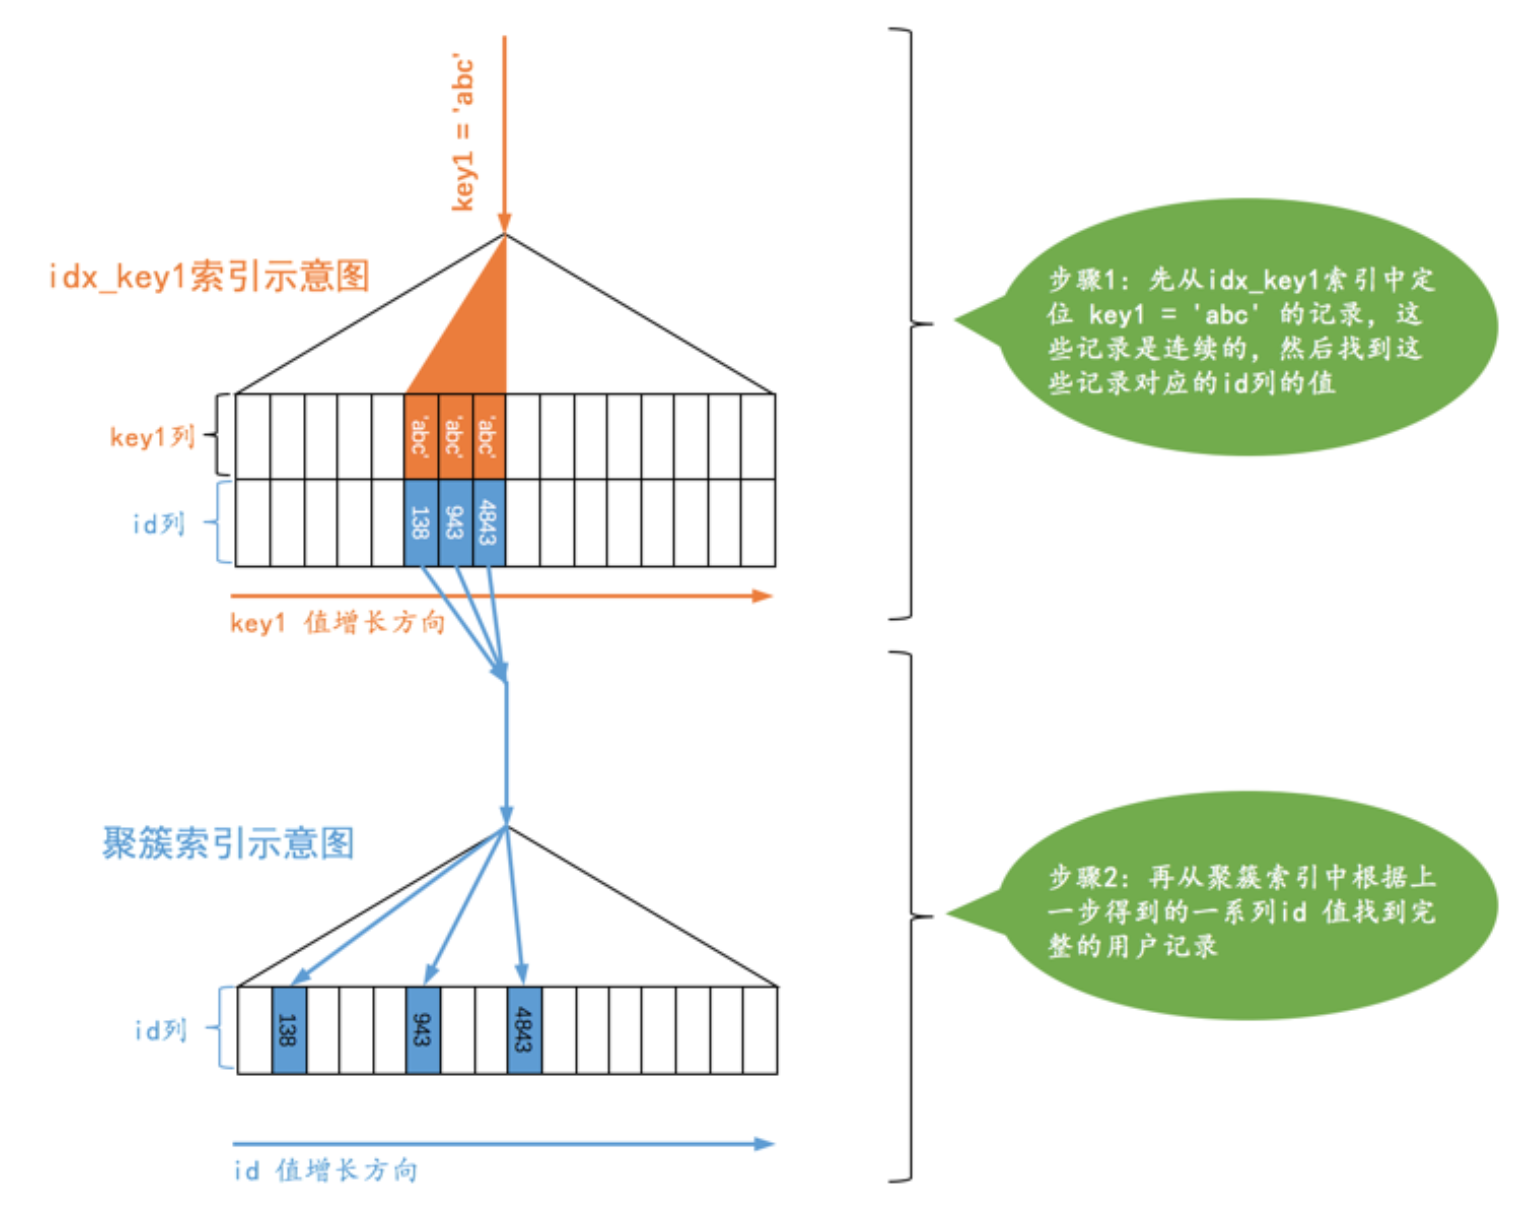 key1 = 'abc'
idx_key1索引示意图
步骤1: 先从idx_key1索引中定
位 key1 = 'abc' 的记录, 这
些记录是连续的, 然后找到这
些记录对应的id列的值
key1列
'abc'
'abc'
'abc'
id列
138
943
4843
key1 值增长方向
聚簇索引示意图
步骤2: 再从聚簇索引中根据上
一步得到的一系列id 值找到完
整的用户记录
id列
138
943
4843
id 值增长方向